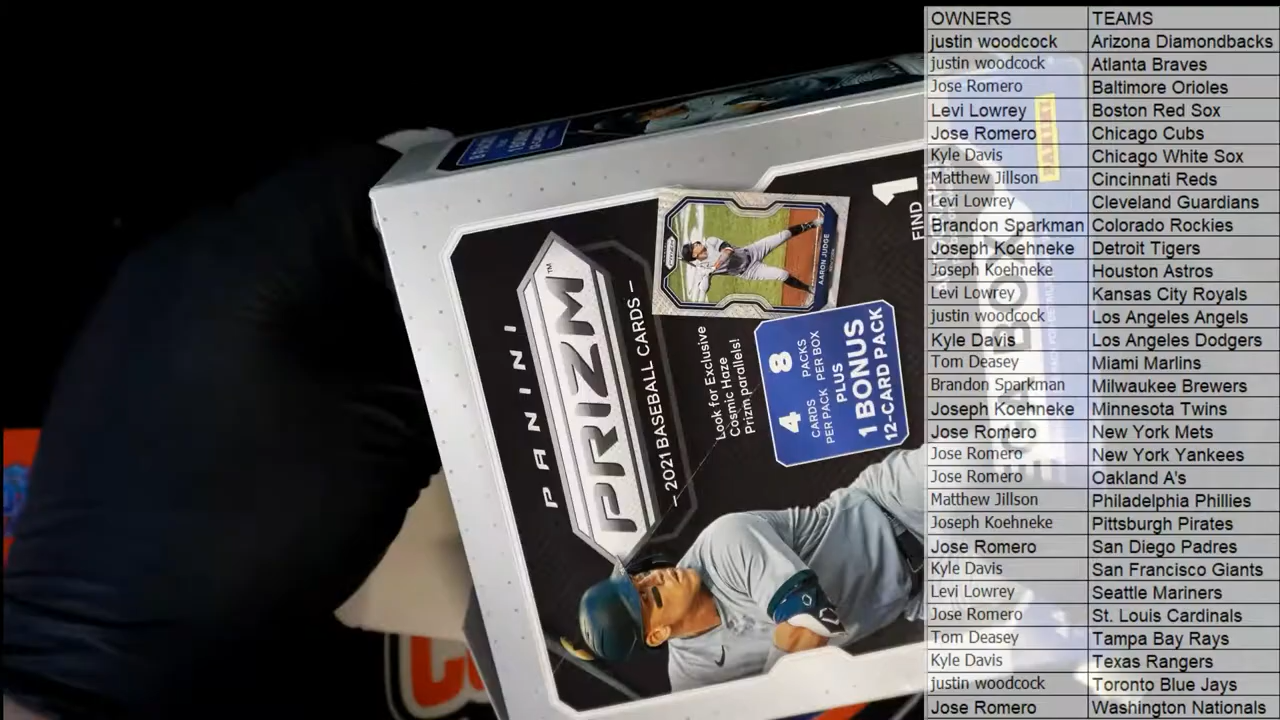 OWNERS TEAMS
justin woodcock Arizona Diamondbacks
justin woodcock Atlanta Braves
Jose Romero Baltimore Orioles
Levi Lowrey Boston Red Sox
Jose Romero Chicago Cubs
Kyle Davis Chicago White Sox
Matthew Jillson Cincinnati Reds
Levi Lowrey Cleveland Guardians
Brandon Sparkman Colorado Rockies
Joseph Koehneke Detroit Tigers
Joseph Koehneke Houston Astros
Levi Lowrey Kansas City Royals
justin woodcock Los Angeles Angels
Kyle Davis Los Angeles Dodgers
Tom Deasey Miami Marlins
Brandon Sparkman Milwaukee Brewers
Joseph Koehneke Minnesota Twins
Jose Romero New York Mets
Jose Romero New York Yankees
Jose Romero Oakland A's
Matthew Jillson Philadelphia Phillies
Joseph Koehneke Pittsburgh Pirates
Jose Romero San Diego Padres
Kyle Davis San Francisco Giants
Levi Lowrey Seattle Mariners
Jose Romero St. Louis Cardinals
Tom Deasey Tampa Bay Rays
Kyle Davis Texas Rangers
justin woodcock Toronto Blue Jays
Jose Romero Washington Nationals
PANINI
PRIZM™
– 2021 BASEBALL CARDS –
AARON JUDGE
Look for Exclusive
Cosmic Haze
Prizm parallels!
4 CARDS PER PACK
8 PACKS PER BOX
PLUS
1 BONUS
12-CARD PACK
FIND 1
PANINI